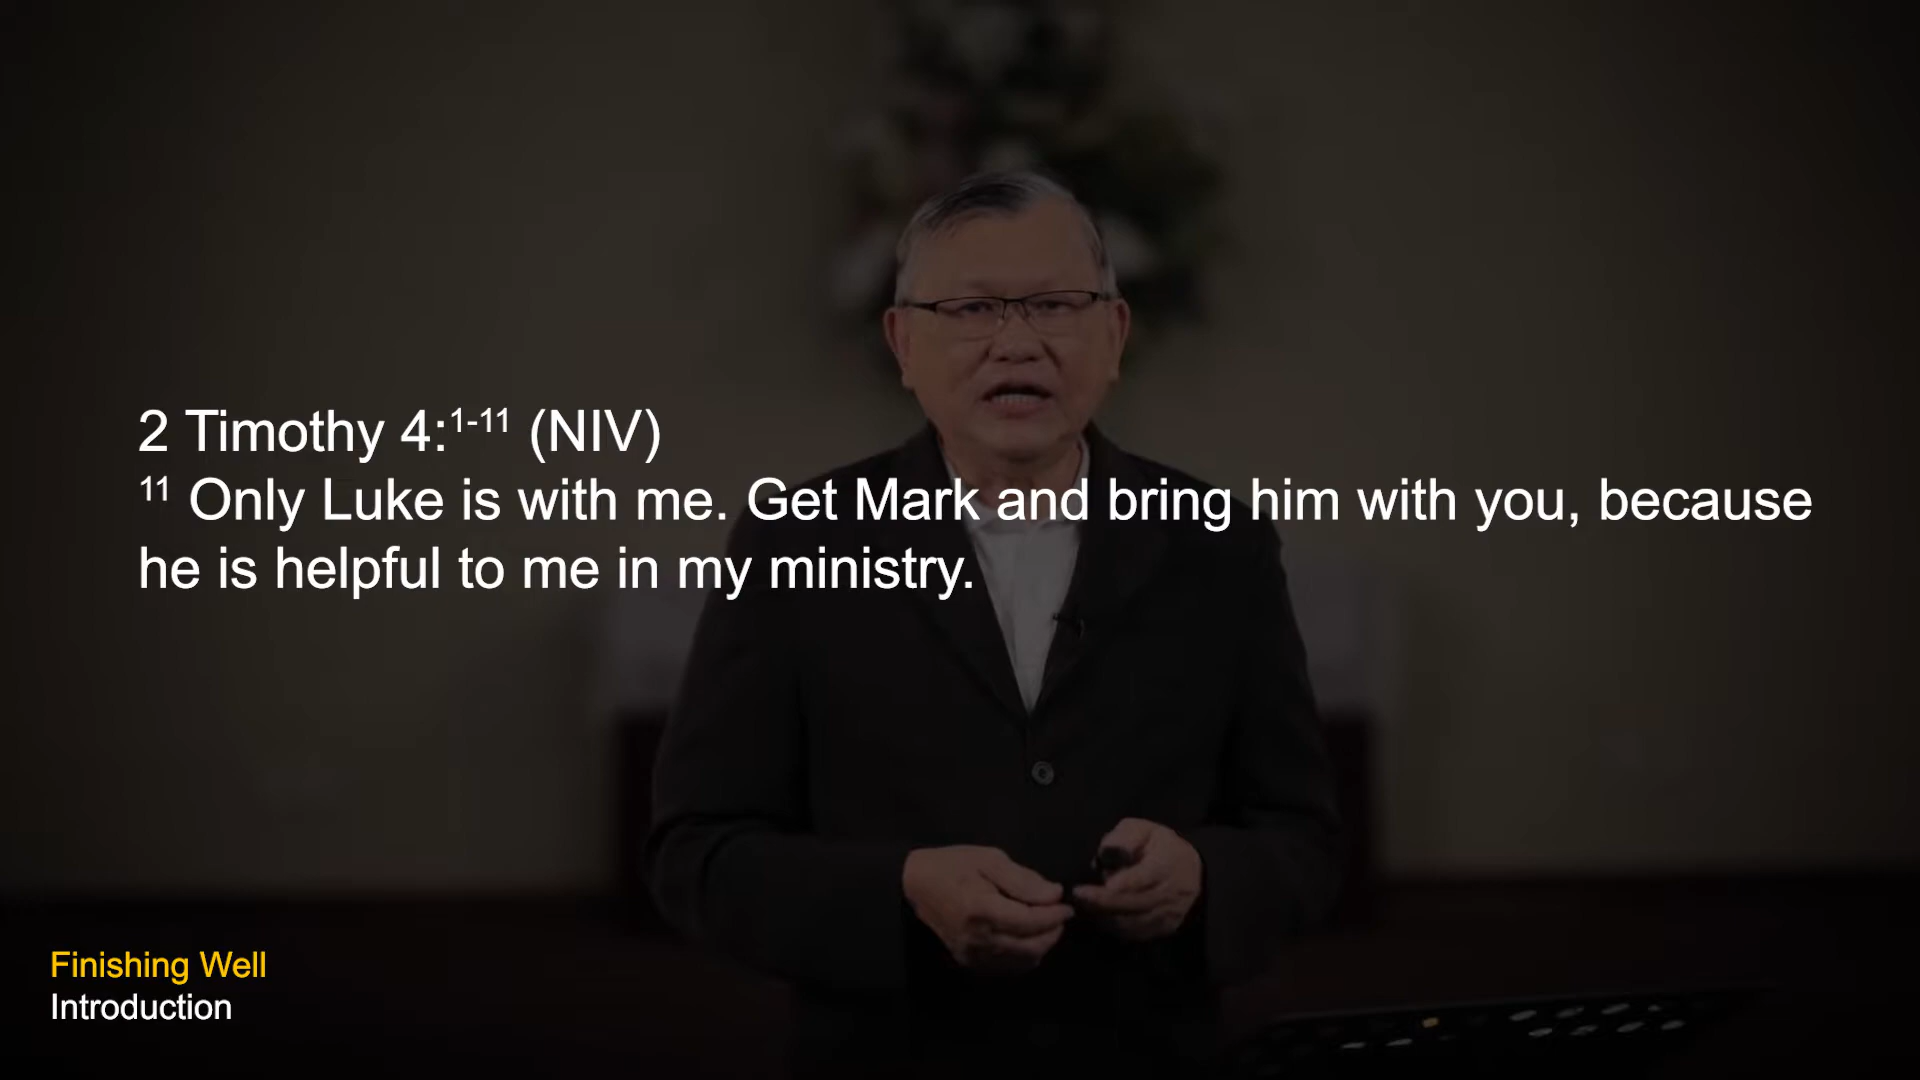 2 Timothy 4:1-11 (NIV)
11 Only Luke is with me. Get Mark and bring him with you, because
he is helpful to me in my ministry.
Finishing Well
Introduction